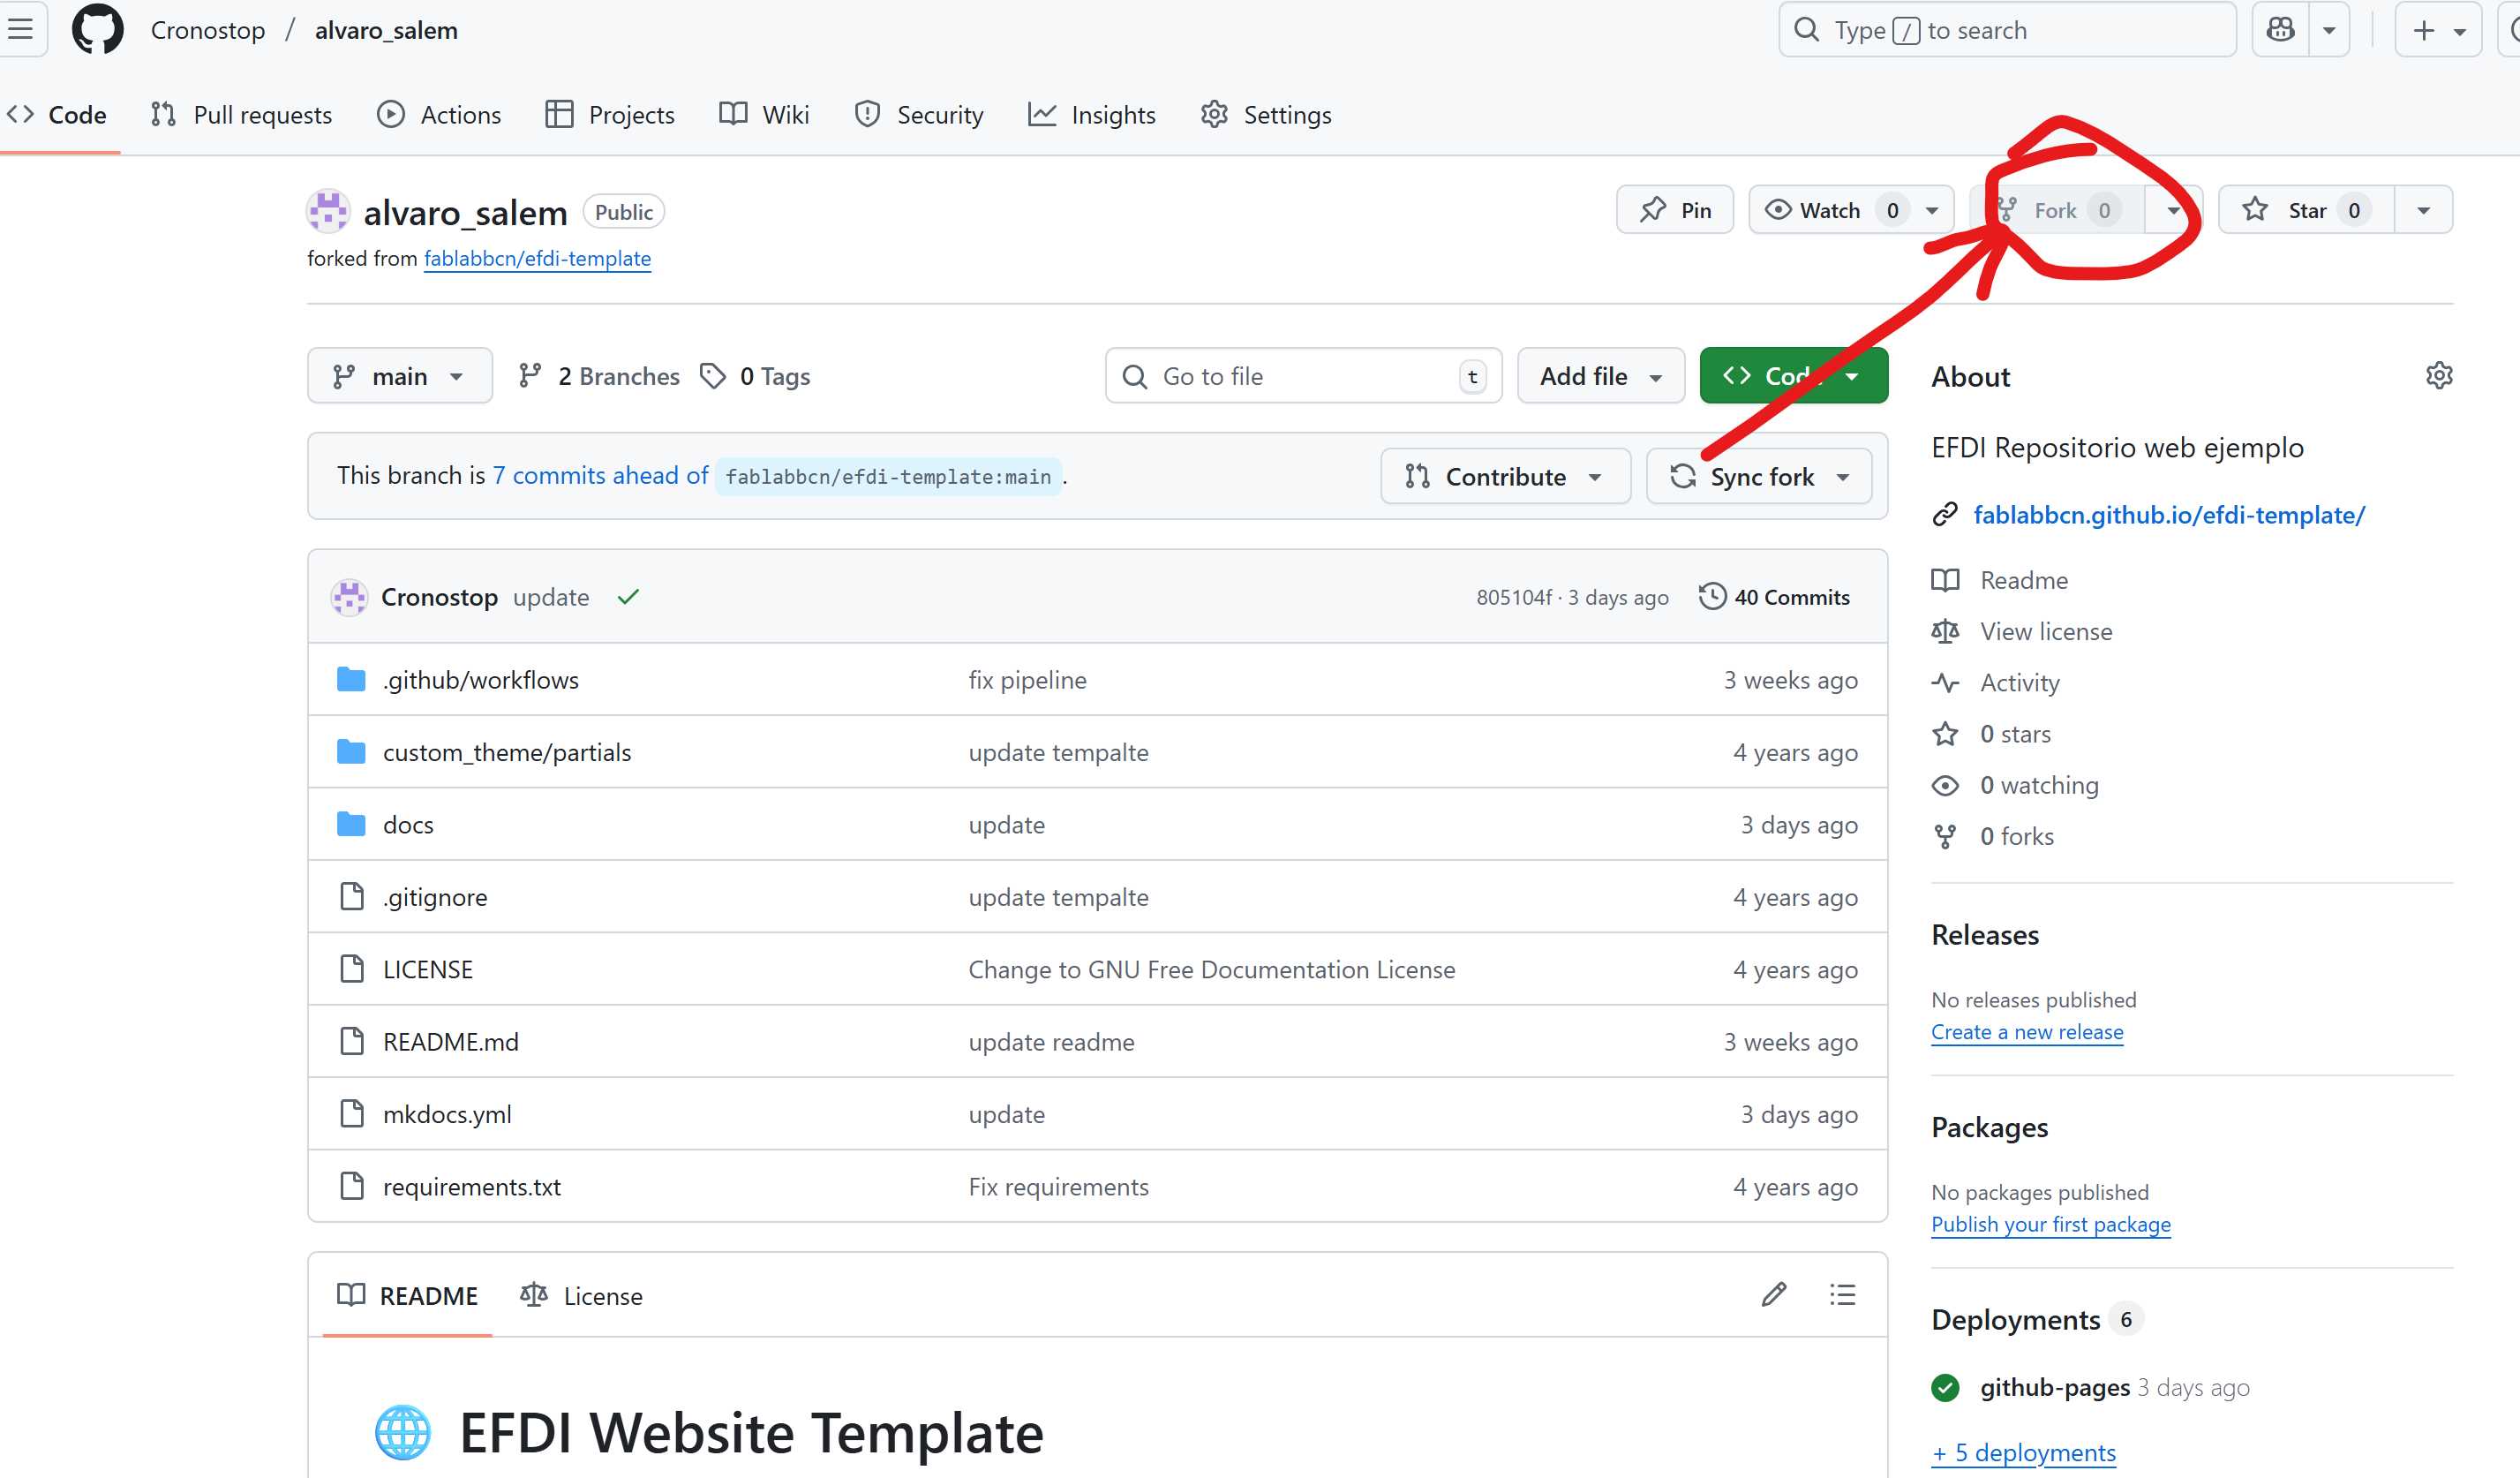 Cronostop / alvaro_salem
Type / to search
Code Pull requests Actions Projects Wiki Security Insights Settings
alvaro_salem Public
Pin Watch 0 Fork 0 Star 0
forked from fablabbcn/efdi-template
main 2 Branches 0 Tags
Go to file t Add file Code
This branch is 7 commits ahead of fablabbcn/efdi-template:main.
Contribute Sync fork
Cronostop update 805104f · 3 days ago 40 Commits
.github/workflows fix pipeline 3 weeks ago
custom_theme/partials update tempalte 4 years ago
docs update 3 days ago
.gitignore update tempalte 4 years ago
LICENSE Change to GNU Free Documentation License 4 years ago
README.md update readme 3 weeks ago
mkdocs.yml update 3 days ago
requirements.txt Fix requirements 4 years ago
README License
EFDI Website Template
About
EFDI Repositorio web ejemplo
fablabbcn.github.io/efdi-template/
Readme
View license
Activity
0 stars
0 watching
0 forks
Releases
No releases published
Create a new release
Packages
No packages published
Publish your first package
Deployments 6
github-pages 3 days ago
+ 5 deployments